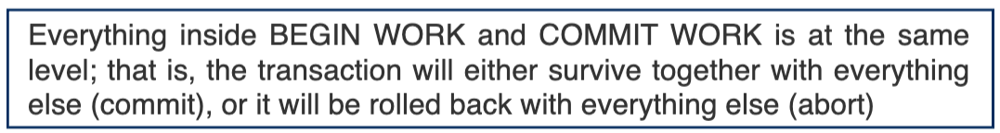 Everything inside BEGIN WORK and COMMIT WORK is at the same
level; that is, the transaction will either survive together with everything
else (commit), or it will be rolled back with everything else (abort)